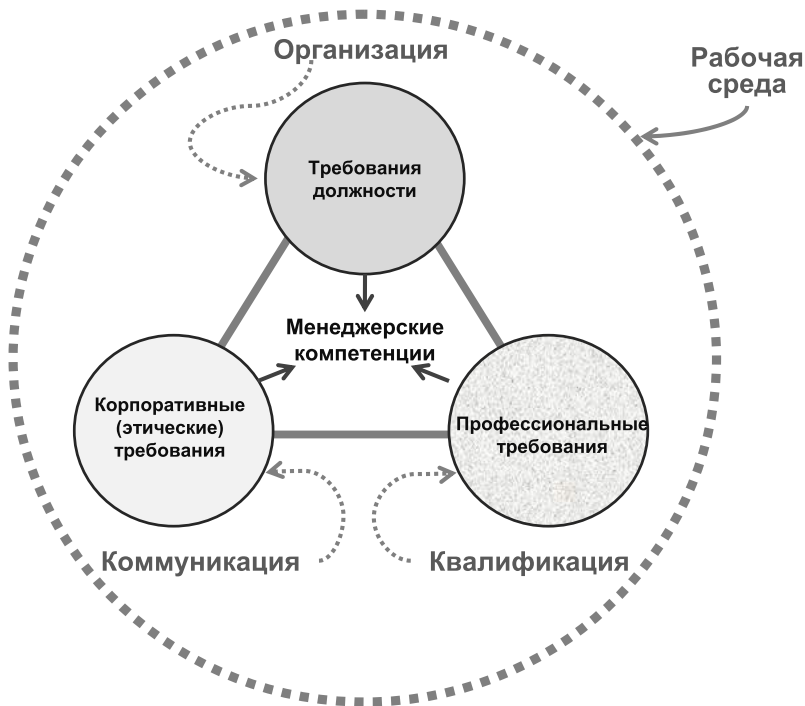 Организация
Рабочая
среда
Требования
должности
Менеджерские
компетенции
Корпоративные
(этические)
требования
Профессиональные
требования
Коммуникация
Квалификация